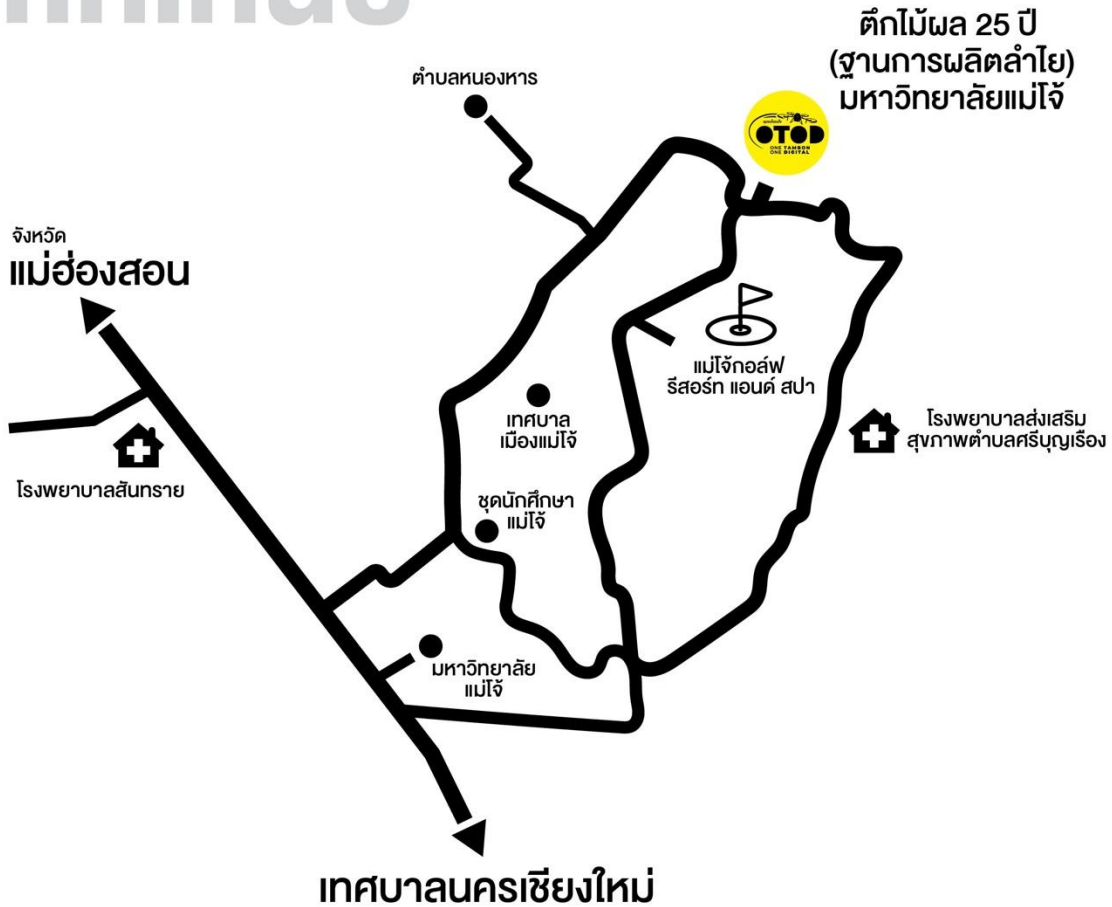 ตึกไม้ผล 25 ปี
(ฐานการผลิตลำไย)
มหาวิทยาลัยแม่โจ้
ตำบลหนองหาร
OTOD
ONE TAMBON
ONE DIGITAL
จังหวัด
แม่ฮ่องสอน
แม่โจ้กอล์ฟ
รีสอร์ท แอนด์ สปา
เทศบาล
เมืองแม่โจ้
โรงพยาบาลส่งเสริม
สุขภาพตำบลศรีบุญเรือง
โรงพยาบาลสันทราย
ชุดนักศึกษา
แม่โจ้
มหาวิทยาลัย
แม่โจ้
เทศบาลนครเชียงใหม่